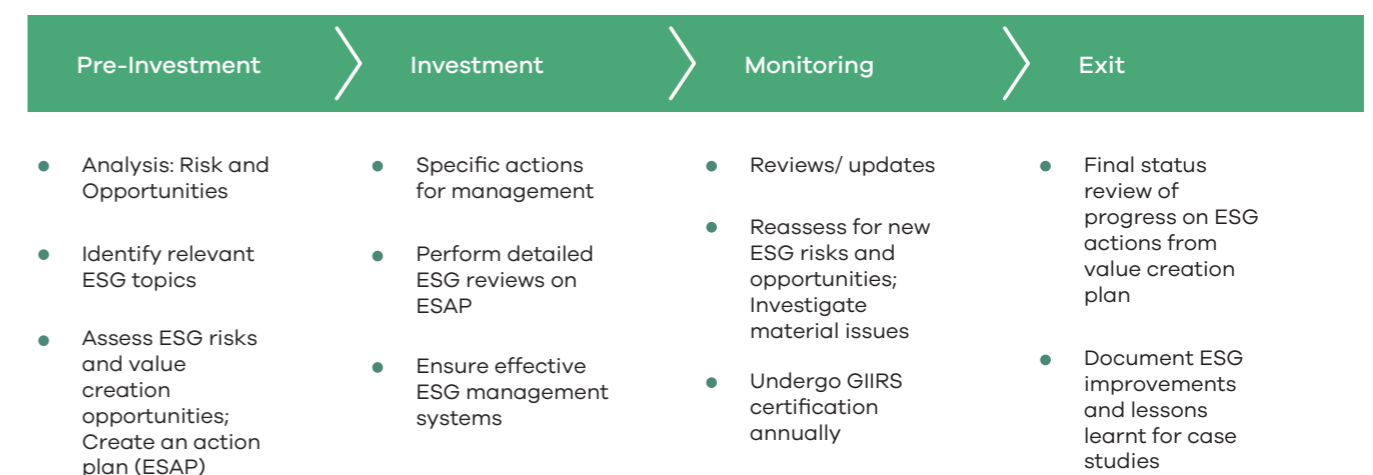 Pre-Investment
Investment
Monitoring
Exit
Analysis: Risk and
Opportunities
Identify relevant
ESG topics
Assess ESG risks
and value
creation
opportunities;
Create an action
plan (ESAP)
Specific actions
for management
Perform detailed
ESG reviews on
ESAP
Ensure effective
ESG management
systems
Reviews/ updates
Reassess for new
ESG risks and
opportunities;
Investigate
material issues
Undergo GIIRS
certification
annually
Final status
review of
progress on ESG
actions from
value creation
plan
Document ESG
improvements
and lessons
learnt for case
studies